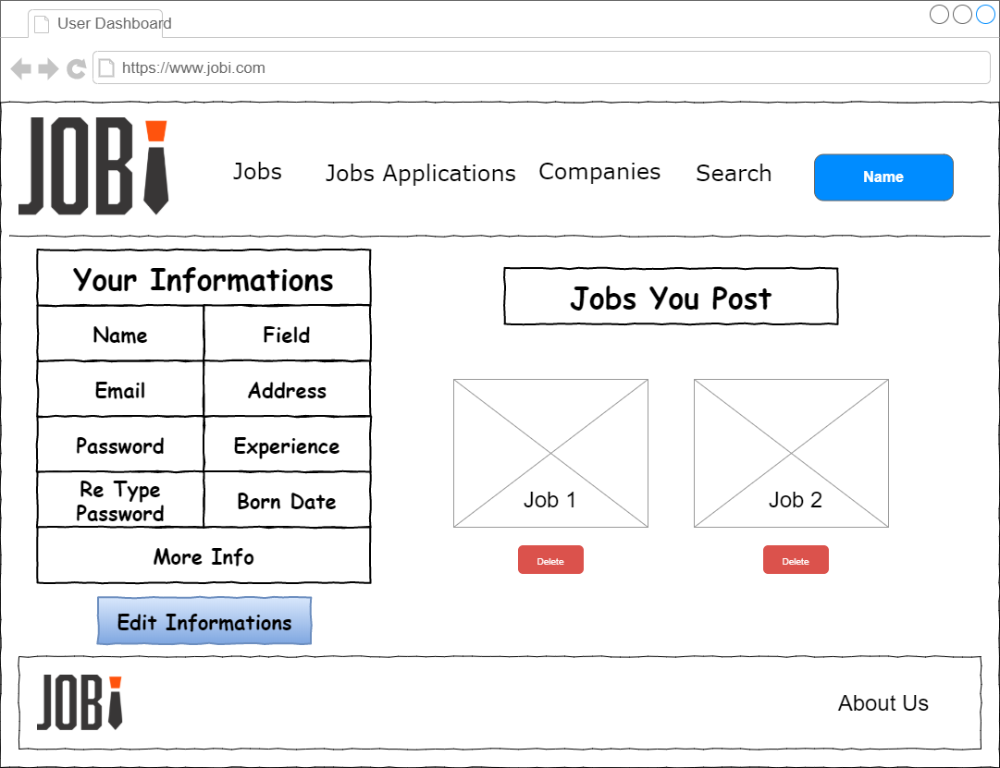 User Dashboard
https://www.jobi.com
JOBi
Jobs
Jobs Applications
Companies
Search
Name
Your Informations
Name
Field
Email
Address
Password
Experience
Re Type
Password
Born Date
More Info
Edit Informations
Jobs You Post
Job 1
Job 2
Delete
Delete
JOBi
About Us